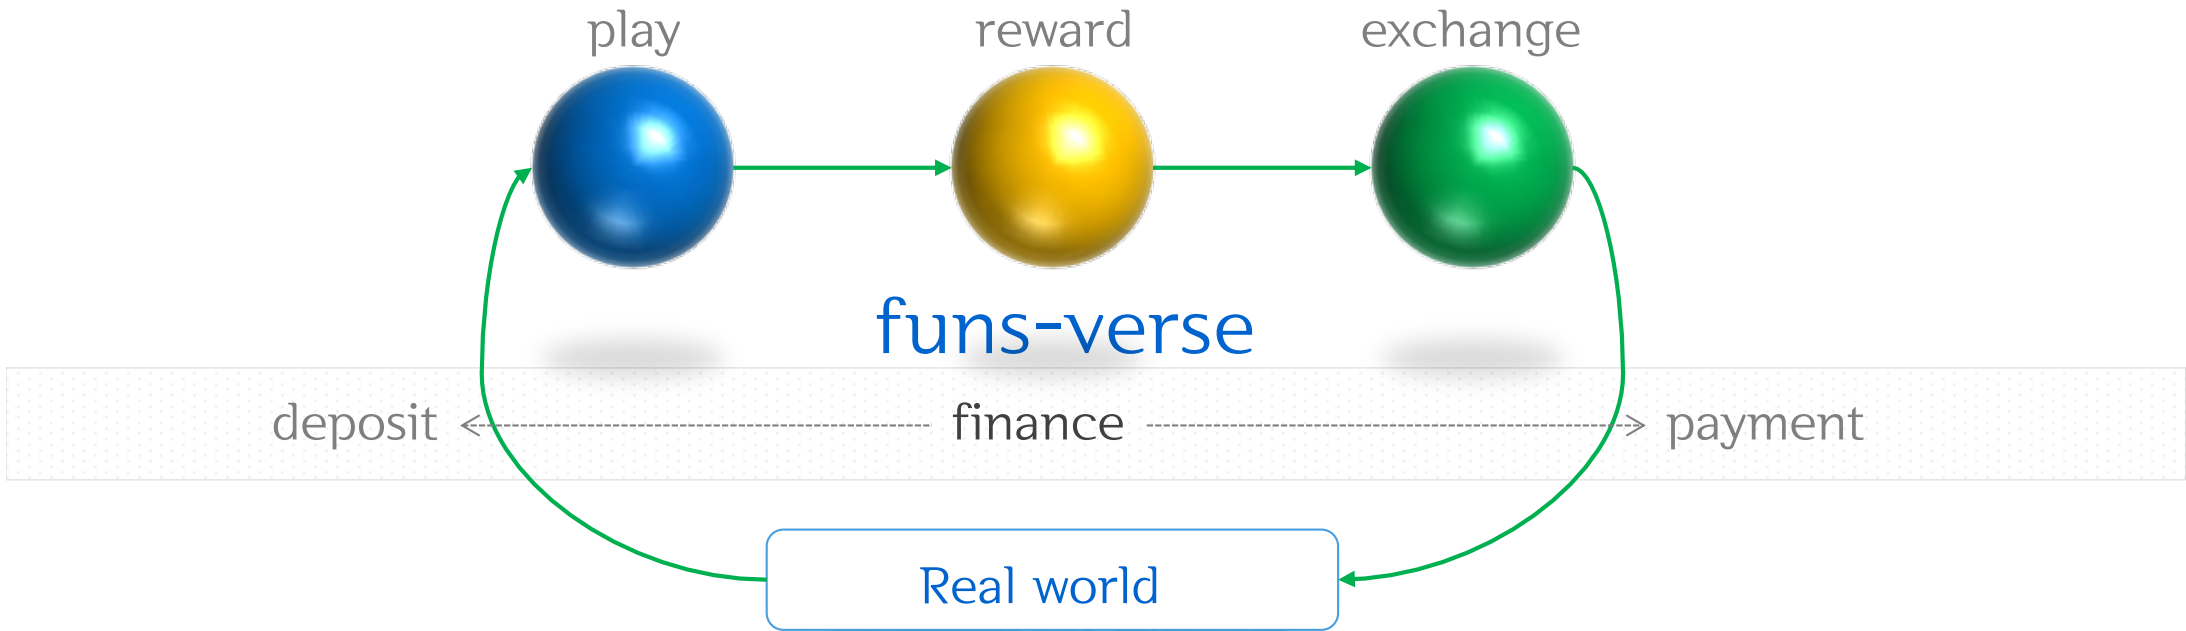 play reward exchange
funs-verse
deposit finance payment
Real world